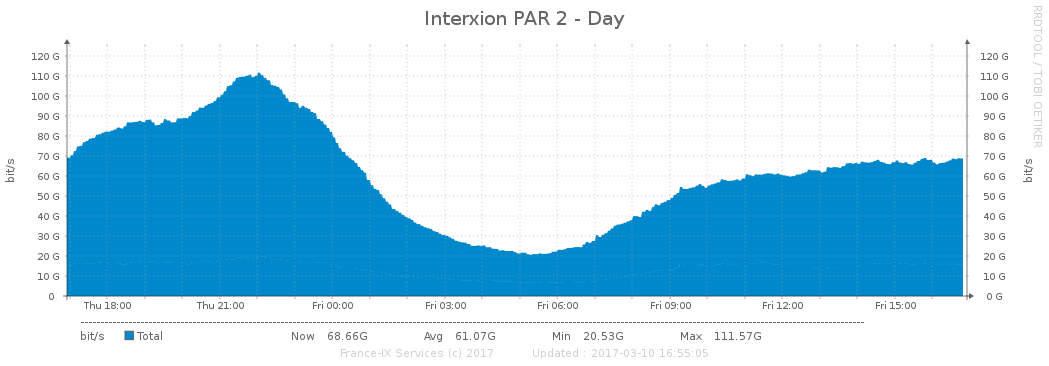 Interxion PAR 2 - Day
RRDTOOL / TOBI OETIKER
120 G 120 G
110 G 110 G
100 G 100 G
90 G 90 G
80 G 80 G
70 G 70 G
60 G 60 G
50 G 50 G
40 G 40 G
30 G 30 G
20 G 20 G
10 G 10 G
0 0 G
bit/s bit/s
Thu 18:00 Thu 21:00 Fri 00:00 Fri 03:00 Fri 06:00 Fri 09:00 Fri 12:00 Fri 15:00
bit/s Total Now 68.66G Avg 61.07G Min 20.53G Max 111.57G
France-IX Services (c) 2017 Updated : 2017-03-10 16:55:05